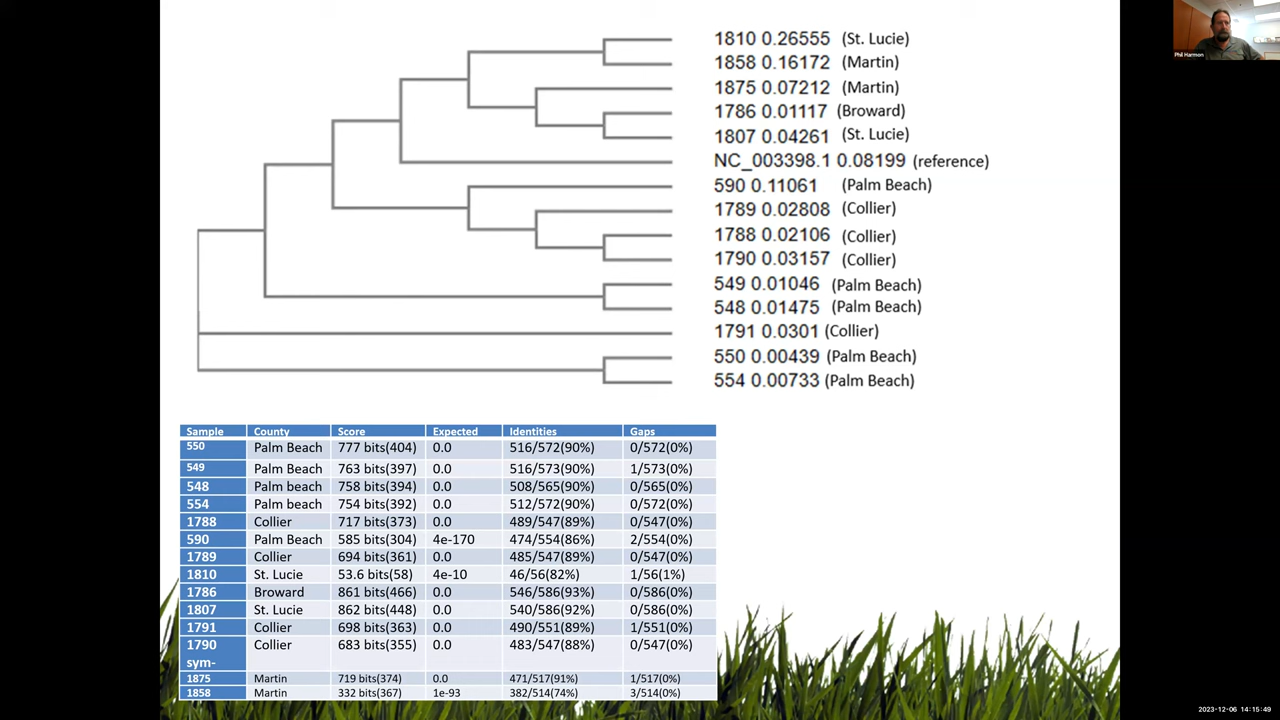 1810 0.26555 (St. Lucie)
1858 0.16172 (Martin)
1875 0.07212 (Martin)
1786 0.01117 (Broward)
1807 0.04261 (St. Lucie)
NC_003398.1 0.08199 (reference)
590 0.11061 (Palm Beach)
1789 0.02808 (Collier)
1788 0.02106 (Collier)
1790 0.03157 (Collier)
549 0.01046 (Palm Beach)
548 0.01475 (Palm Beach)
1791 0.0301 (Collier)
550 0.00439 (Palm Beach)
554 0.00733 (Palm Beach)
Phil Harmon
Sample County Score Expected Identities Gaps
550 Palm Beach 777 bits(404) 0.0 516/572(90%) 0/572(0%)
549 Palm Beach 763 bits(397) 0.0 516/573(90%) 1/573(0%)
548 Palm beach 758 bits(394) 0.0 508/565(90%) 0/565(0%)
554 Palm beach 754 bits(392) 0.0 512/572(90%) 0/572(0%)
1788 Collier 717 bits(373) 0.0 489/547(89%) 0/547(0%)
590 Palm Beach 585 bits(304) 4e-170 474/554(86%) 2/554(0%)
1789 Collier 694 bits(361) 0.0 485/547(89%) 0/547(0%)
1810 St. Lucie 53.6 bits(58) 4e-10 46/56(82%) 1/56(1%)
1786 Broward 861 bits(466) 0.0 546/586(93%) 0/586(0%)
1807 St. Lucie 862 bits(448) 0.0 540/586(92%) 0/586(0%)
1791 Collier 698 bits(363) 0.0 490/551(89%) 1/551(0%)
1790 Collier 683 bits(355) 0.0 483/547(88%) 0/547(0%)
sym-
1875 Martin 719 bits(374) 0.0 471/517(91%) 1/517(0%)
1858 Martin 332 bits(367) 1e-93 382/514(74%) 3/514(0%)
2023-12-06 14:15:49